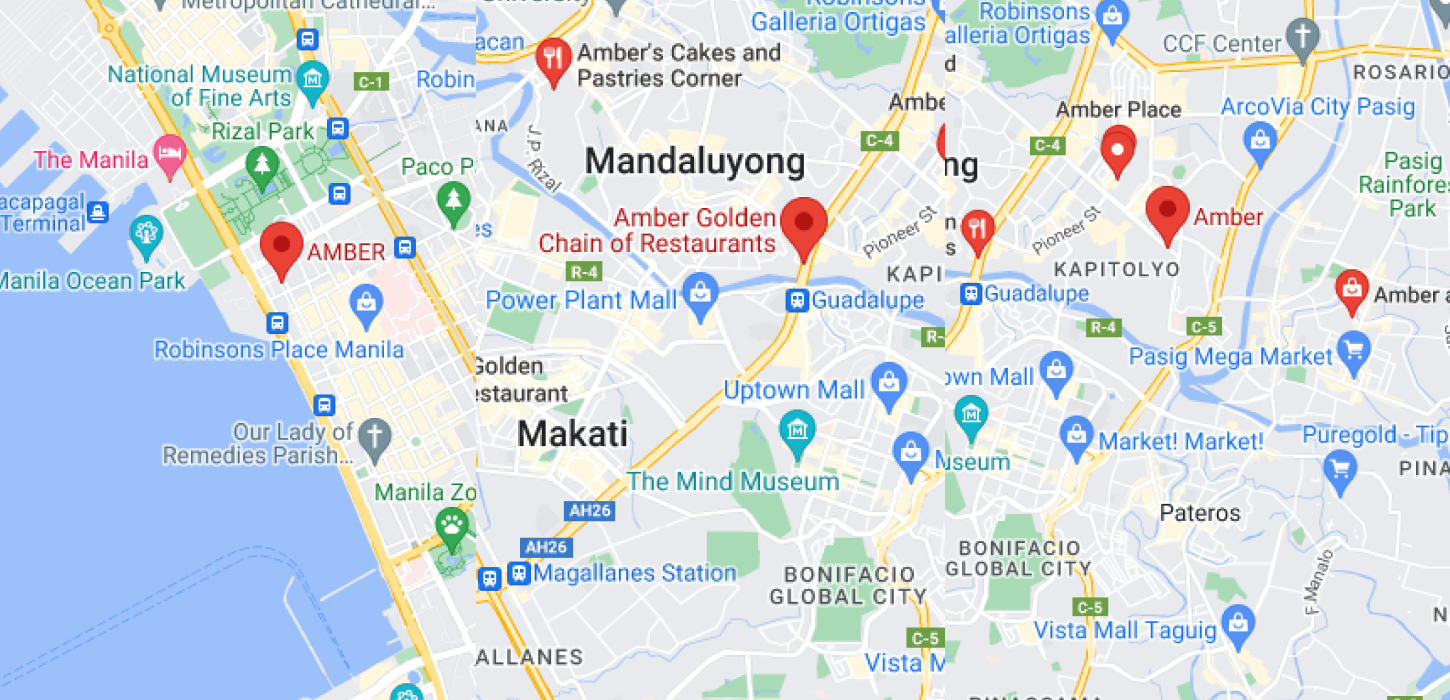 Metropolitan Cathedral...
National Museum
of Fine Arts
C-1
Robin
Rizal Park
The Manila
Paco P
acapagal
Terminal
AMBER
Manila Ocean Park
Robinsons Place Manila
Our Lady of
Remedies Parish...
Manila Zo
University
Robinsons
Galleria Ortigas
acan
Amber's Cakes and
Pastries Corner
Ambe
ANA
J.P. Rizal
C-4
Mandaluyong
es
Amber Golden
Chain of Restaurants
Pioneer St
R-4
KAPI
Power Plant Mall
Guadalupe
R-
Golden
estaurant
Uptown Mall
Makati
The Mind Museum
AH26
AH26
Magallanes Station
BONIFACIO
GLOBAL CITY
C-5
ALLANES
Vista M
Robinsons
alleria Ortigas
CCF Center
d
ROSARIO
Amber Place
ArcoVia City Pasig
C-4
ng
Pasig
Rainfores
Park
n
s
Pioneer St
Amber
KAPITOLYO
Guadalupe
Amber a
R-4
C-5
Pasig Mega Market
own Mall
Market! Market!
Puregold - Tip
useum
PINA
Pateros
BONIFACIO
GLOBAL CITY
F. Manalo
C-5
N
Vista Mall Taguig